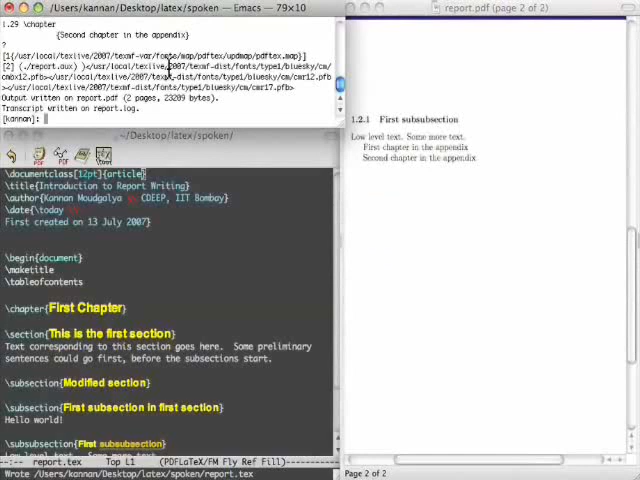 /Users/kannan/Desktop/latex/spoken — Emacs — 79×10
l.29 \chapter
{Second chapter in the appendix}
?
[1{/usr/local/texlive/2007/texmf-var/fonts/map/pdftex/updmap/pdftex.map}]
[2] (./report.aux) )</usr/local/texlive/2007/texmf-dist/fonts/type1/bluesky/cm/
cmbx12.pfb></usr/local/texlive/2007/texmf-dist/fonts/type1/bluesky/cm/cmr12.pfb
></usr/local/texlive/2007/texmf-dist/fonts/type1/bluesky/cm/cmr17.pfb>
Output written on report.pdf (2 pages, 23209 bytes).
Transcript written on report.log.
[kannan]:
~/Desktop/latex/spoken/
\documentclass[12pt]{article}
\title{Introduction to Report Writing}
\author{Kannan Moudgalya \\ CDEEP, IIT Bombay}
\date{\today \\
First created on 13 July 2007}
\begin{document}
\maketitle
\tableofcontents
\chapter{First Chapter}
\section{This is the first section}
Text corresponding to this section goes here. Some preliminary
sentences could go first, before the subsections start.
\subsection{Modified section}
\subsection{First subsection in first section}
Hello world!
\subsubsection{First subsubsection}
Low level text. Some more text.
--:-- report.tex Top L1 (PDFLaTeX/FM Fly Ref Fill)
Wrote /Users/kannan/Desktop/latex/spoken/report.tex
report.pdf (page 2 of 2)
1.2.1 First subsubsection
Low level text. Some more text.
First chapter in the appendix
Second chapter in the appendix
Page 2 of 2